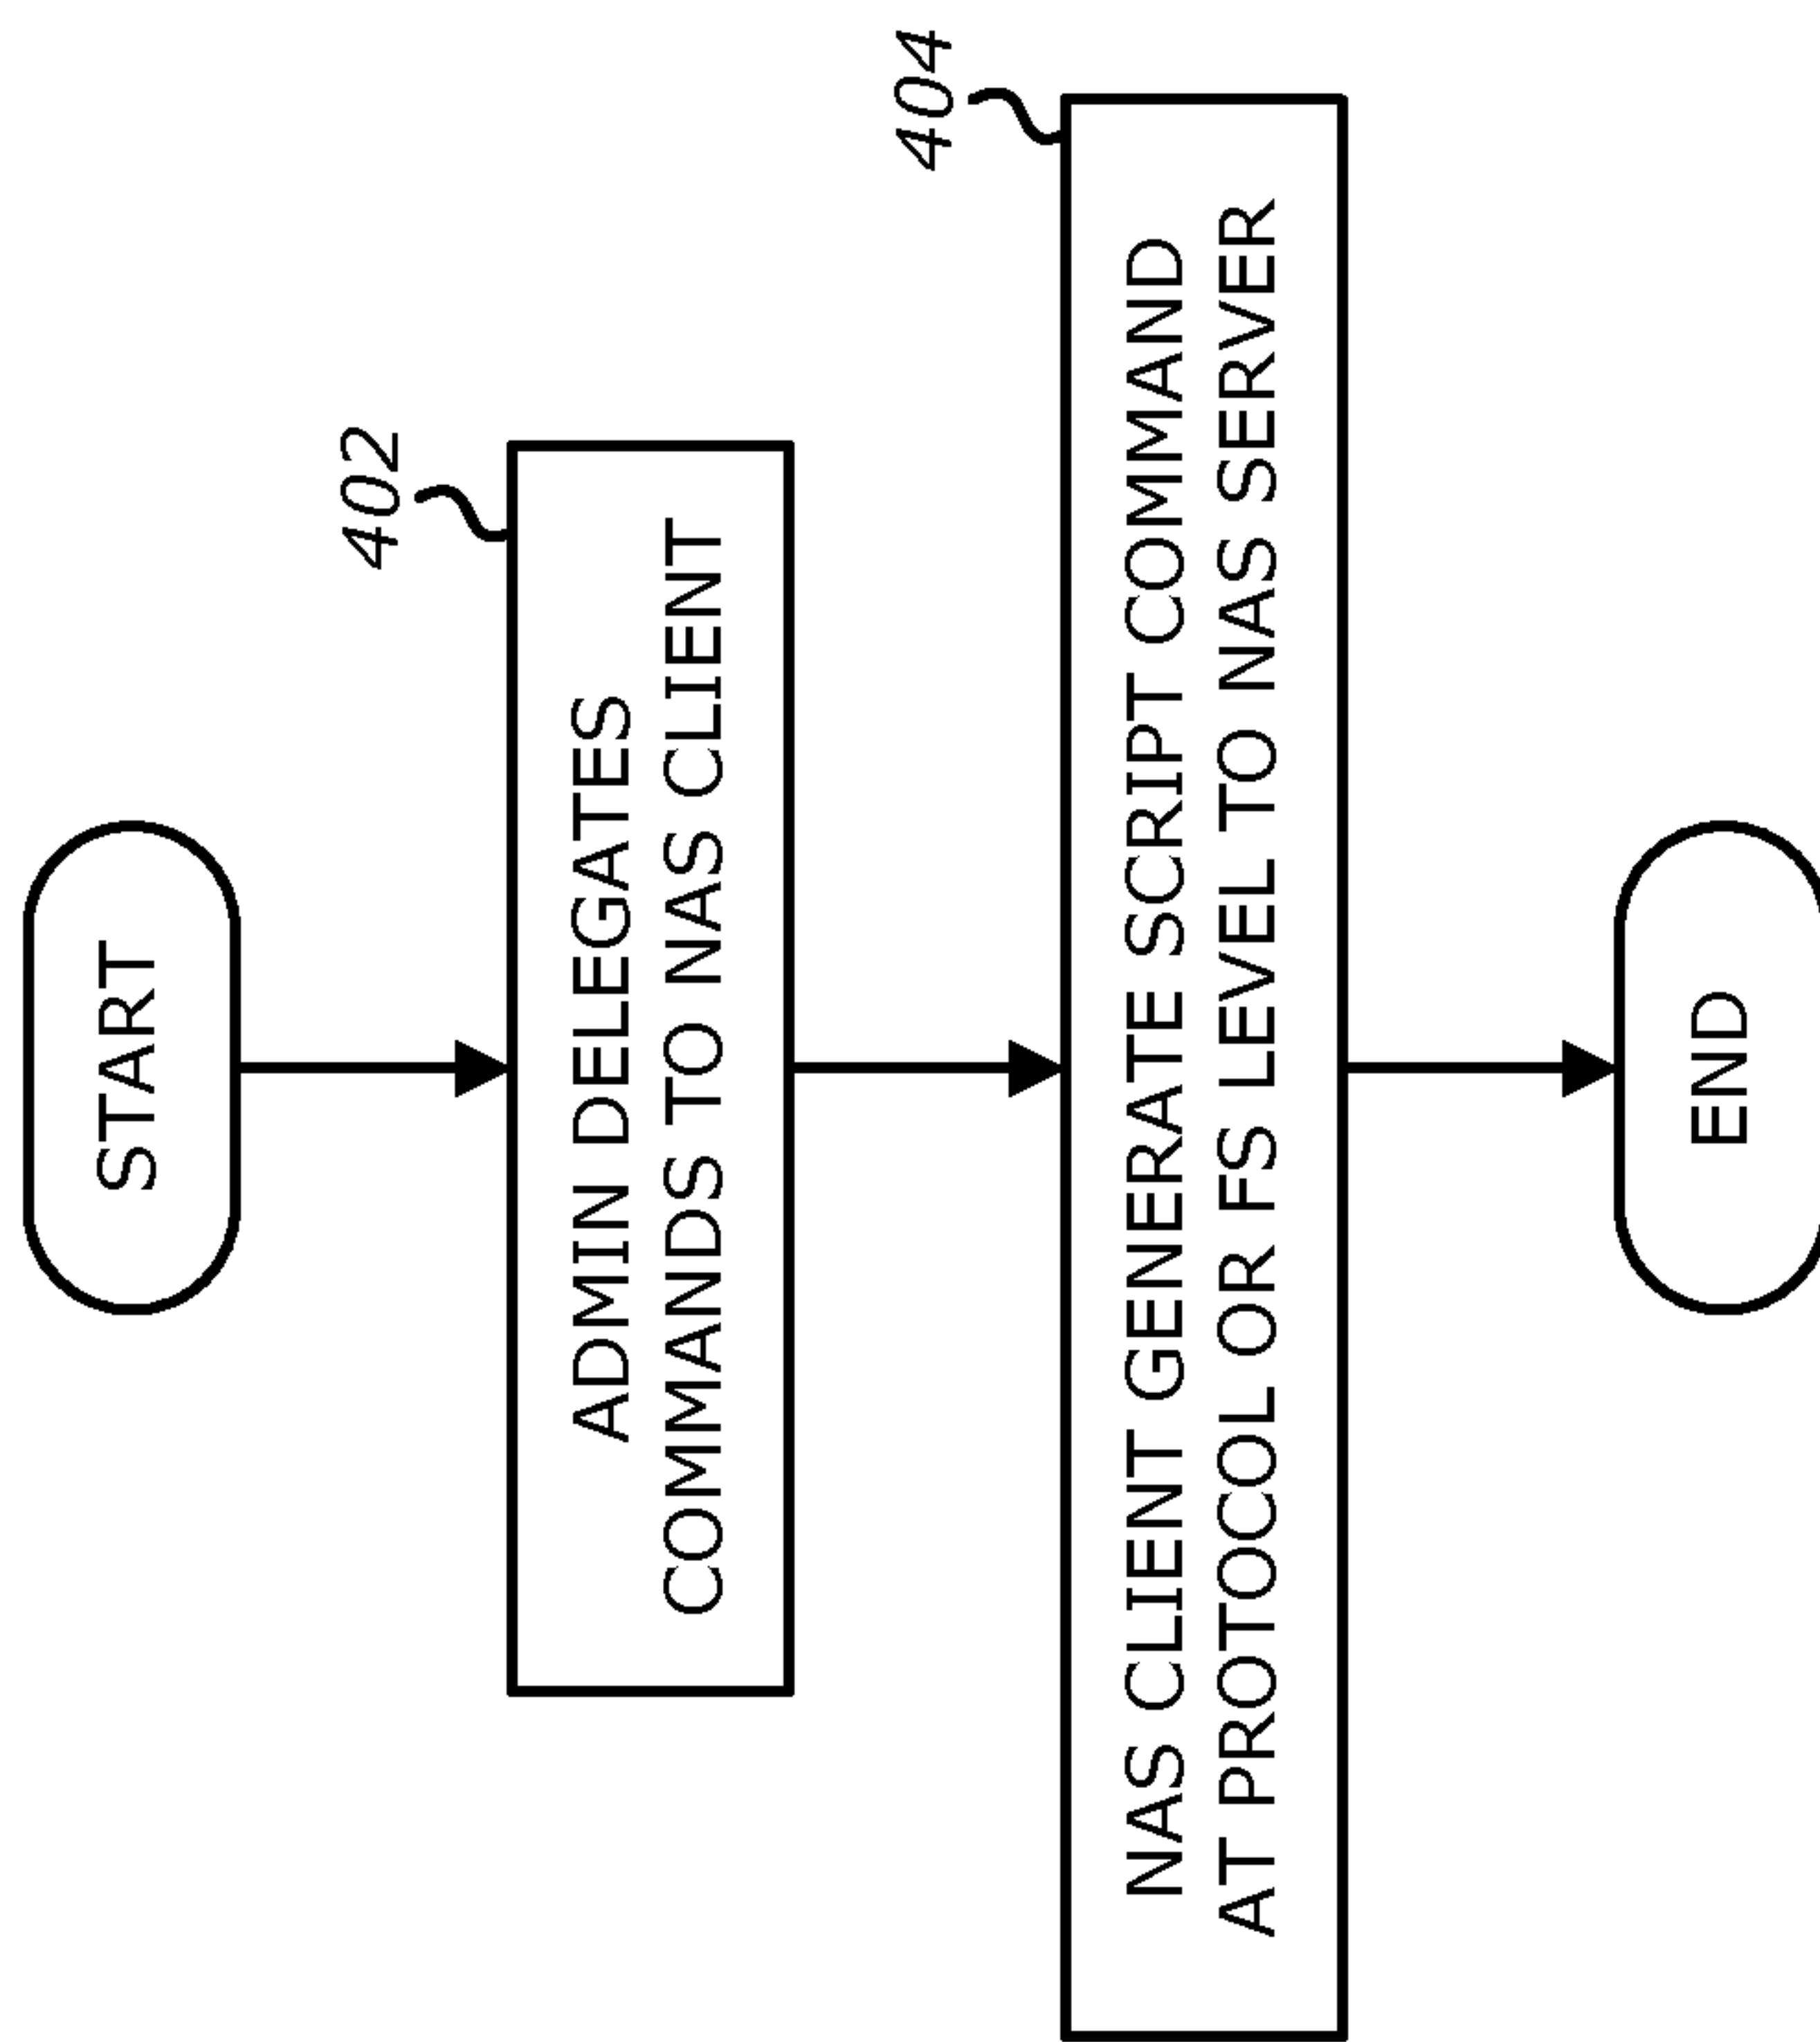 START
402
ADMIN DELEGATES
COMMANDS TO NAS CLIENT
404
NAS CLIENT GENERATE SCRIPT COMMAND
AT PROTOCOL OR FS LEVEL TO NAS SERVER
END